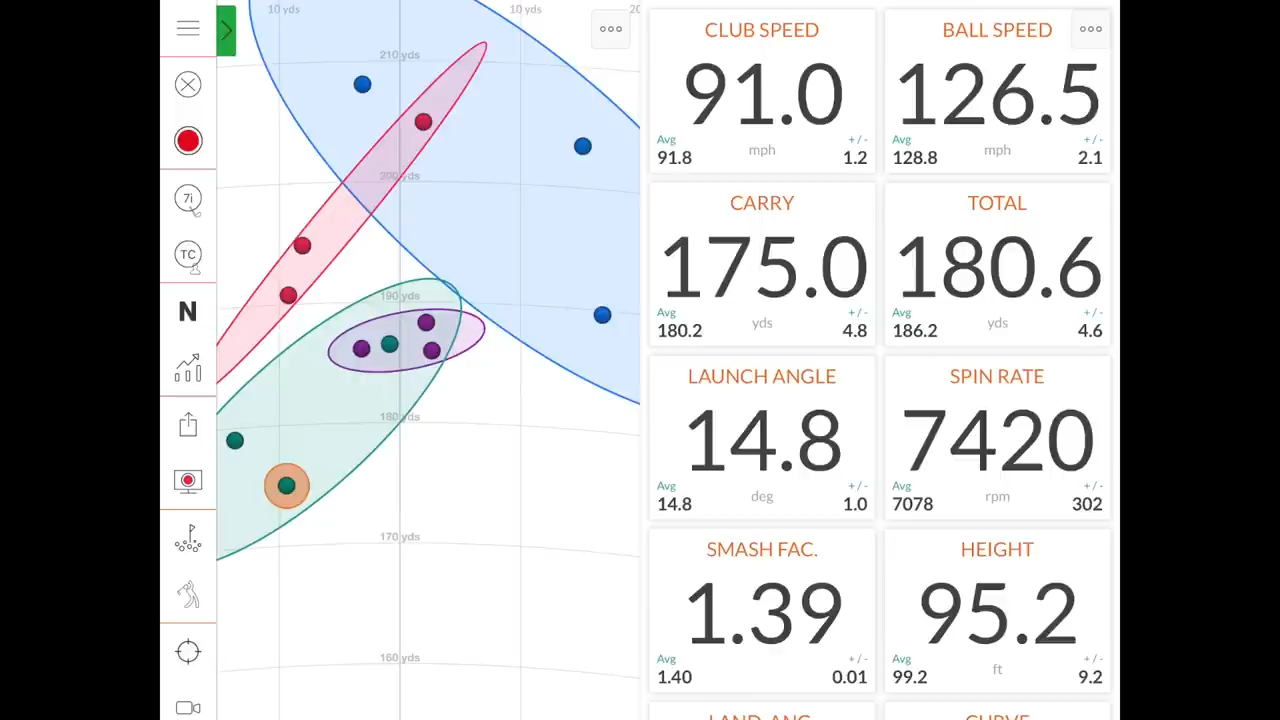 10 yds
10 yds
20
210 yds
200 yds
190 yds
180 yds
170 yds
160 yds
7i
TC
N
CLUB SPEED
91.0
Avg
91.8
mph
+ / -
1.2
BALL SPEED
126.5
Avg
128.8
mph
+ / -
2.1
CARRY
175.0
Avg
180.2
yds
+ / -
4.8
TOTAL
180.6
Avg
186.2
yds
+ / -
4.6
LAUNCH ANGLE
14.8
Avg
14.8
deg
+ / -
1.0
SPIN RATE
7420
Avg
7078
rpm
+ / -
302
SMASH FAC.
1.39
Avg
1.40
+ / -
0.01
HEIGHT
95.2
Avg
99.2
ft
+ / -
9.2
LAND. ANG.
CURVE